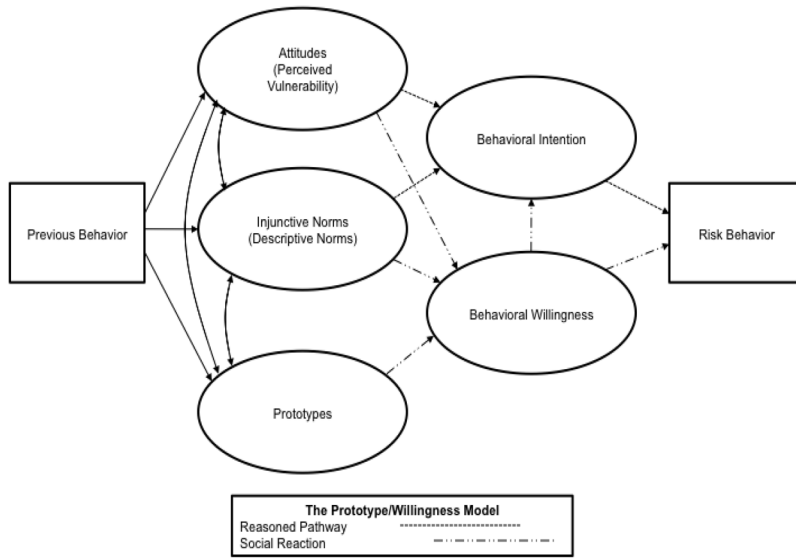 Attitudes
(Perceived
Vulnerability)
Behavioral Intention
Previous Behavior
Injunctive Norms
(Descriptive Norms)
Risk Behavior
Behavioral Willingness
Prototypes
The Prototype/Willingness Model
Reasoned Pathway
Social Reaction